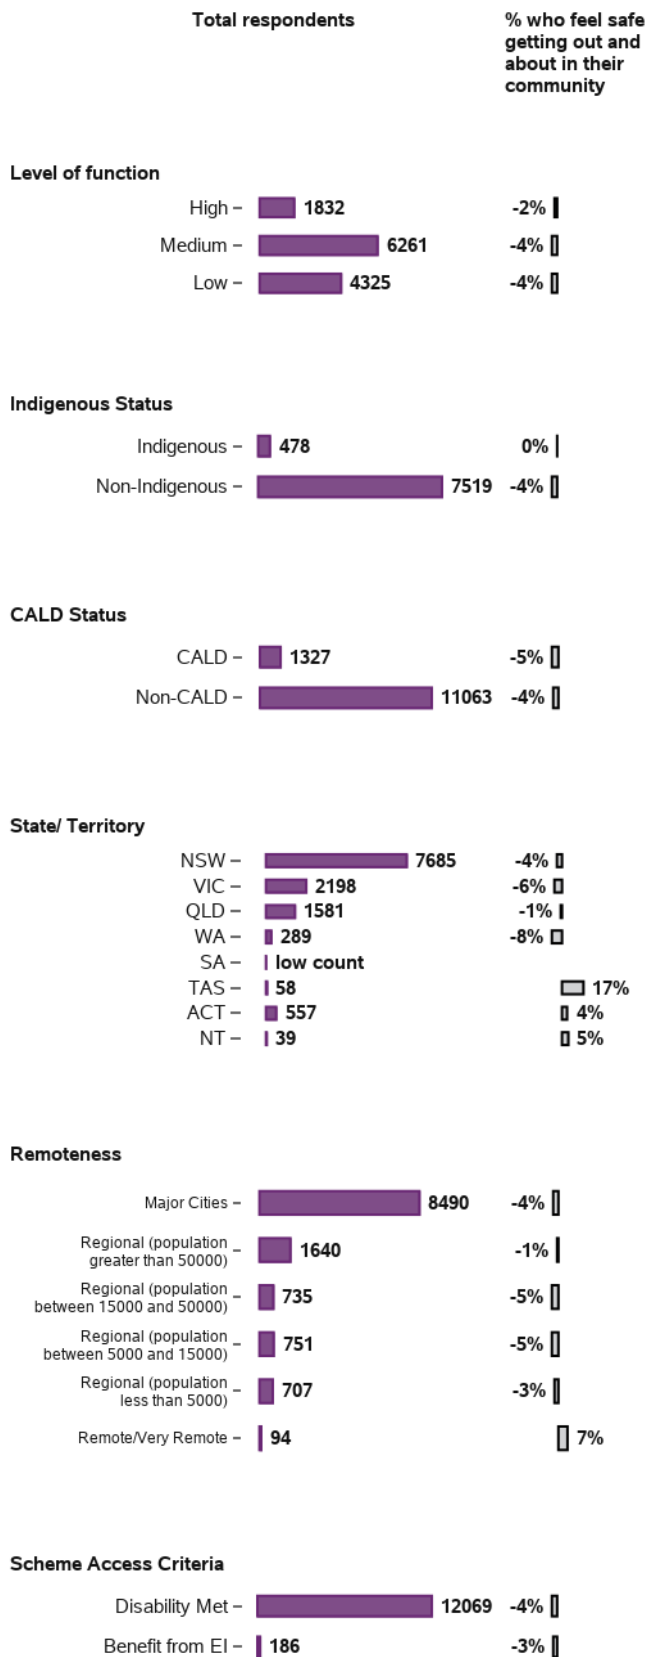 Total respondents
% who feel safe
getting out and
about in their
community
Level of function
High 1832 -2%
Medium 6261 -4%
Low 4325 -4%
Indigenous Status
Indigenous 478 0%
Non-Indigenous 7519 -4%
CALD Status
CALD 1327 -5%
Non-CALD 11063 -4%
State/ Territory
NSW 7685 -4%
VIC 2198 -6%
QLD 1581 -1%
WA 289 -8%
SA low count
TAS 58 17%
ACT 557 4%
NT 39 5%
Remoteness
Major Cities 8490 -4%
Regional (population
greater than 50000) 1640 -1%
Regional (population
between 15000 and 50000) 735 -5%
Regional (population
between 5000 and 15000) 751 -5%
Regional (population
less than 5000) 707 -3%
Remote/Very Remote 94 7%
Scheme Access Criteria
Disability Met 12069 -4%
Benefit from EI 186 -3%